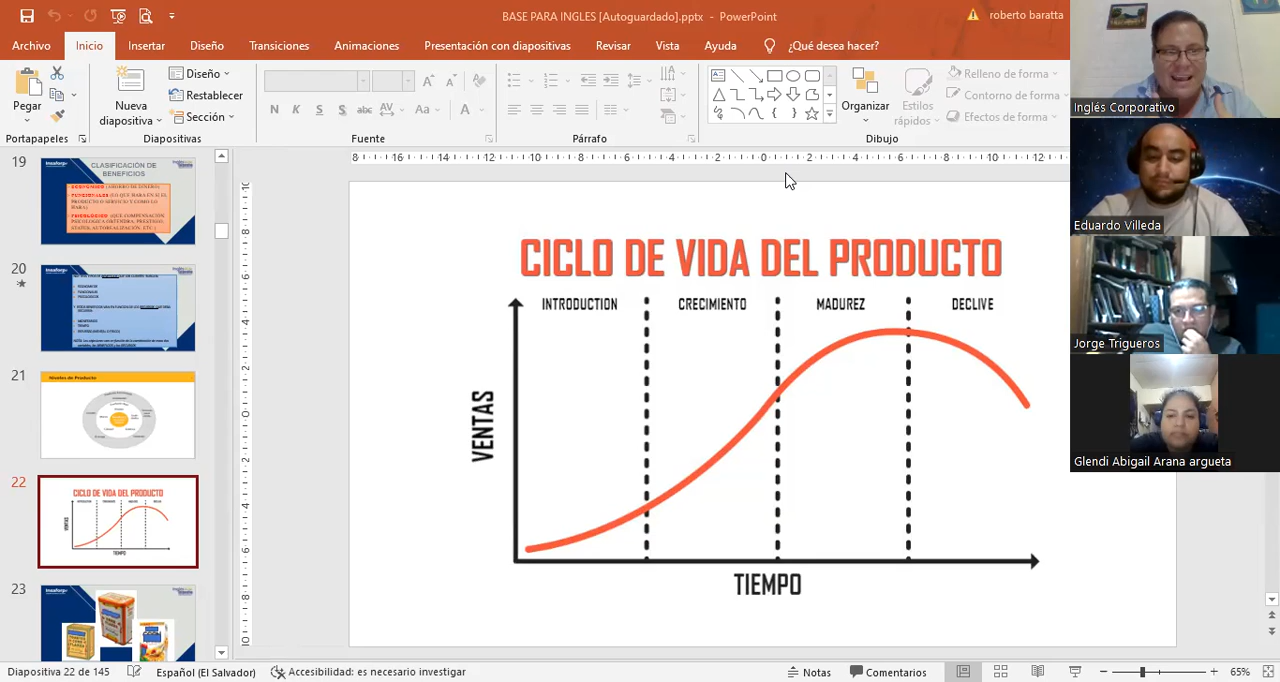 BASE PARA INGLES [Autoguardado].pptx - PowerPoint
roberto baratta
Archivo Inicio Insertar Diseño Transiciones Animaciones Presentación con diapositivas Revisar Vista Ayuda ¿Qué desea hacer?
Pegar
Nueva diapositiva
Diseño
Restablecer
Sección
N K S S abc AV Aa A
Organizar
Estilos rápidos
Relleno de forma
Contorno de forma
Efectos de forma
Portapapeles Diapositivas Fuente Párrafo Dibujo
Inglés Corporativo
Eduardo Villeda
Jorge Trigueros
Glendi Abigail Arana argueta
19
CLASIFICACIÓN DE
BENEFICIOS
20
21
Niveles de Producto
22
CICLO DE VIDA DEL PRODUCTO
VENTAS
TIEMPO
23
CICLO DE VIDA DEL PRODUCTO
INTRODUCTION CRECIMIENTO MADUREZ DECLIVE
VENTAS
TIEMPO
Diapositiva 22 de 145 Español (El Salvador) Accesibilidad: es necesario investigar Notas Comentarios 65%